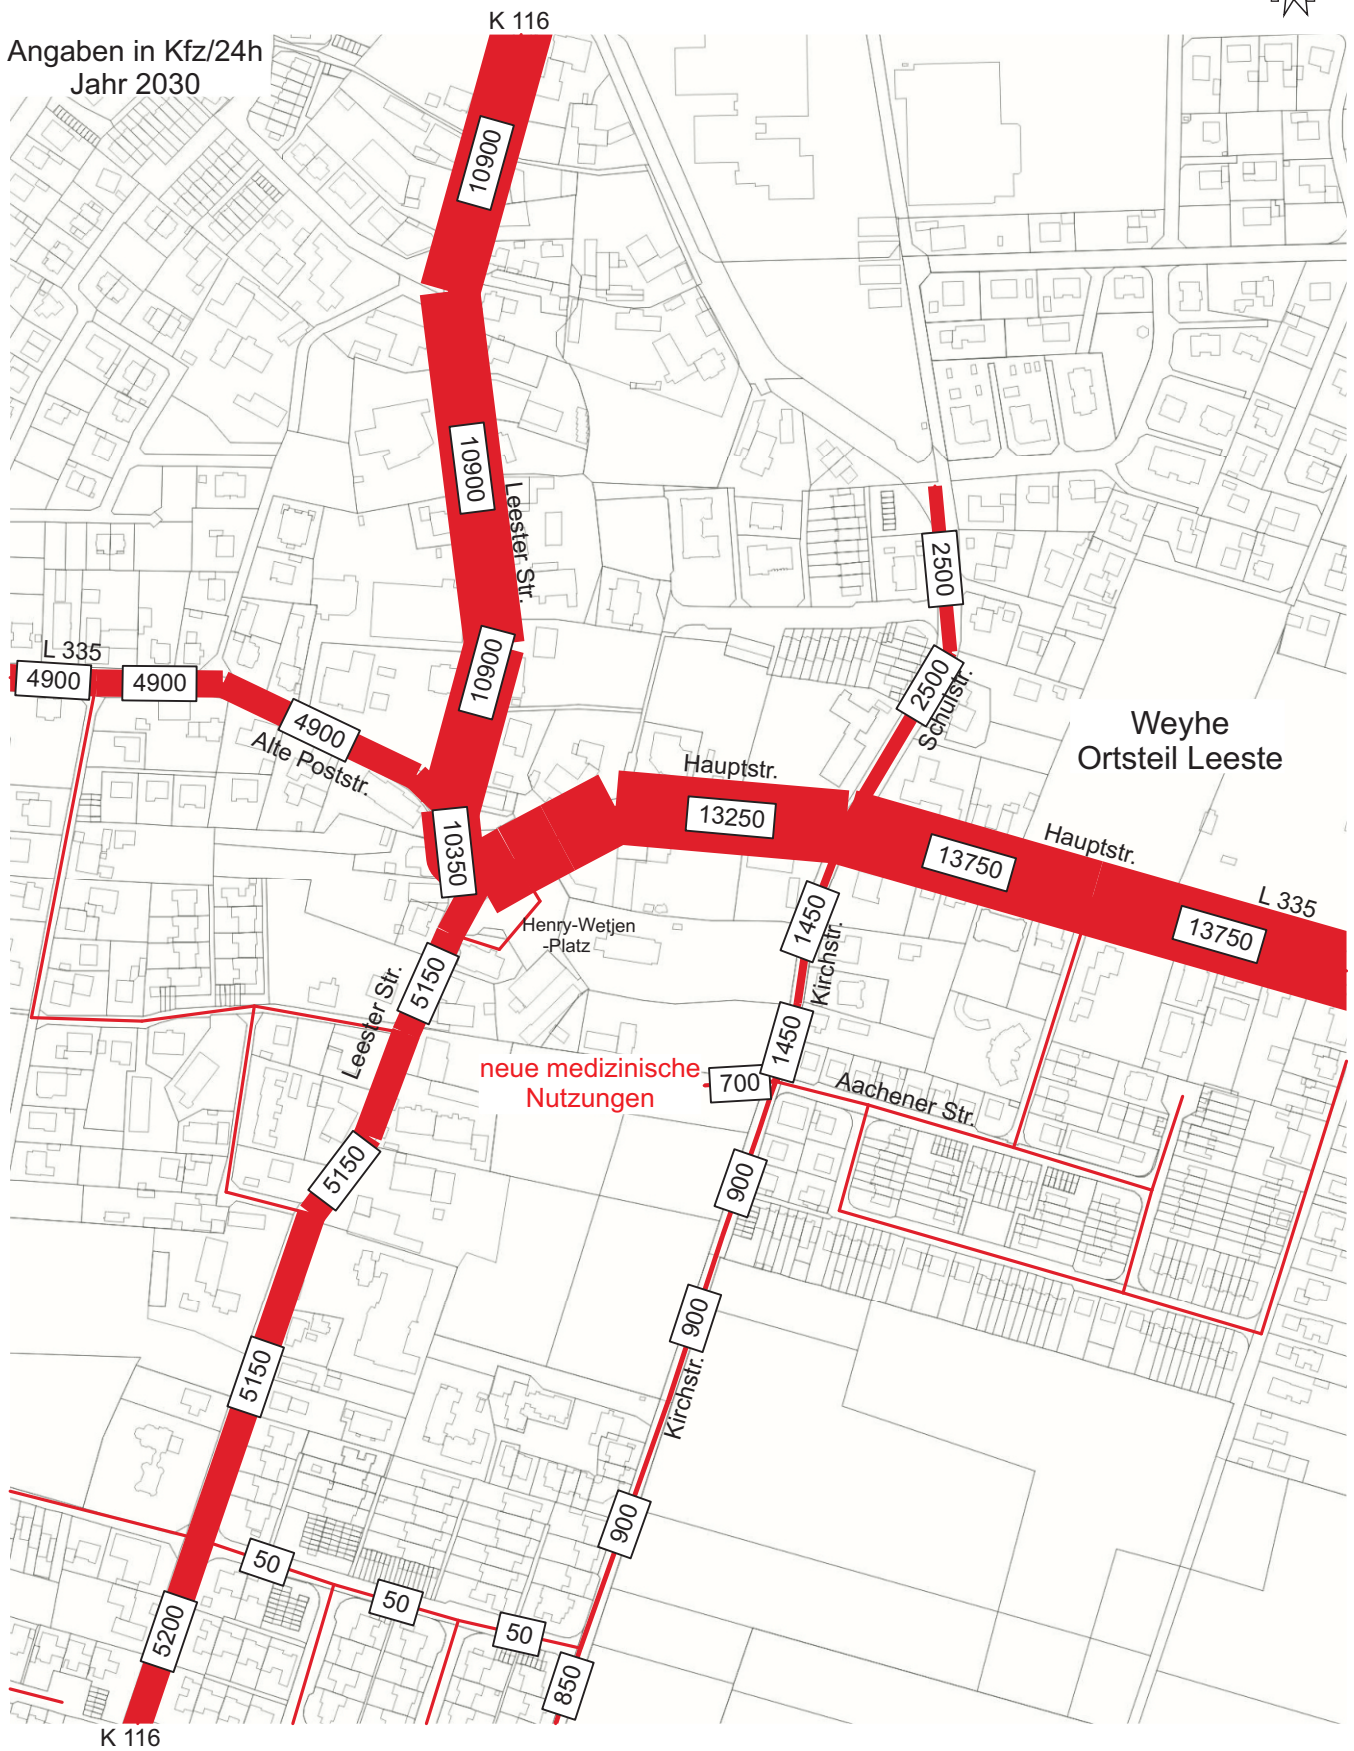 K 116
Angaben in Kfz/24h
Jahr 2030
10900
10900
Leester Str.
2500
10900
L 335
4900
4900
2500
Schulstr.
4900
Alte Poststr.
Weyhe
Ortsteil Leeste
Hauptstr.
13250
10350
Hauptstr.
13750
L 335
13750
1450
Kirchstr.
Henry-Wetjen
-Platz
5150
Leester Str.
1450
neue medizinische
Nutzungen
700
Aachener Str.
5150
900
900
5150
Kirchstr.
900
50
50
50
5200
850
K 116